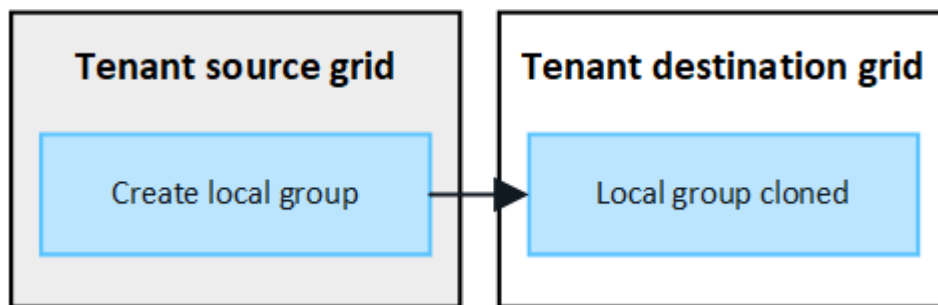 Tenant source grid
Create local group
Tenant destination grid
Local group cloned